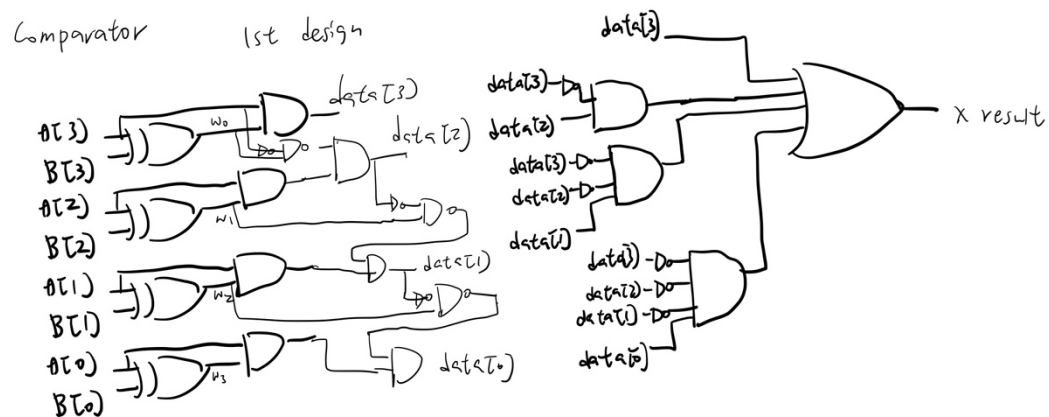 Comparator 1st design
A[3]
B[3]
A[2]
B[2]
A[1]
B[1]
A[0]
B[0]
W0
W1
W2
W3
data[3]
data[2]
data[1]
data[0]
data[3]
data[3]
data[2]
data[3]
data[2]
data[1]
data[3]
data[2]
data[1]
data[0]
X result